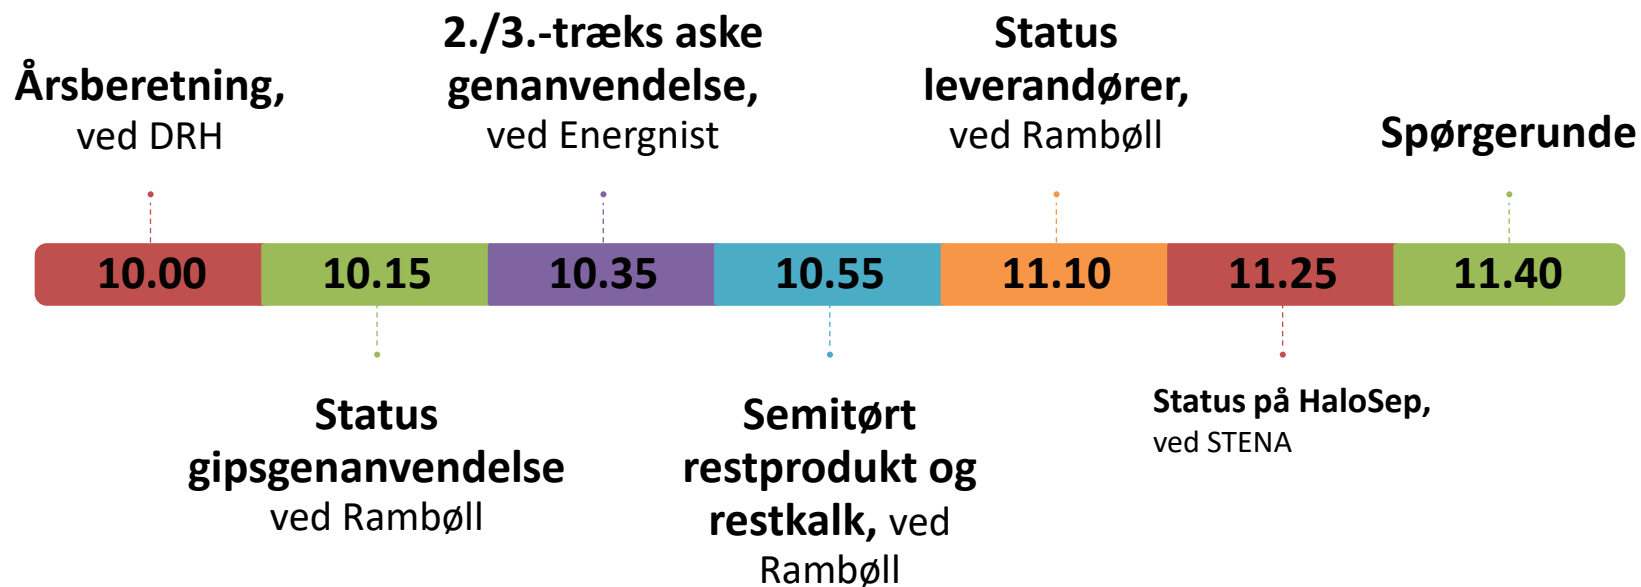 Årsberetning,
ved DRH
2./3.-træks aske
genanvendelse,
ved Energnist
Status
leverandører,
ved Rambøll
Spørgerunde
10.00
10.15
10.35
10.55
11.10
11.25
11.40
Status
gipsgenanvendelse
ved Rambøll
Semitørt
restprodukt og
restkalk, ved
Rambøll
Status på HaloSep,
ved STENA